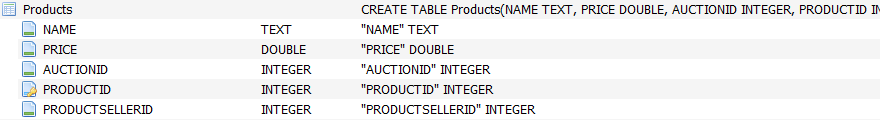 Products CREATE TABLE Products(NAME TEXT, PRICE DOUBLE, AUCTIONID INTEGER, PRODUCTID IN
NAME TEXT "NAME" TEXT
PRICE DOUBLE "PRICE" DOUBLE
AUCTIONID INTEGER "AUCTIONID" INTEGER
PRODUCTID INTEGER "PRODUCTID" INTEGER
PRODUCTSELLERID INTEGER "PRODUCTSELLERID" INTEGER